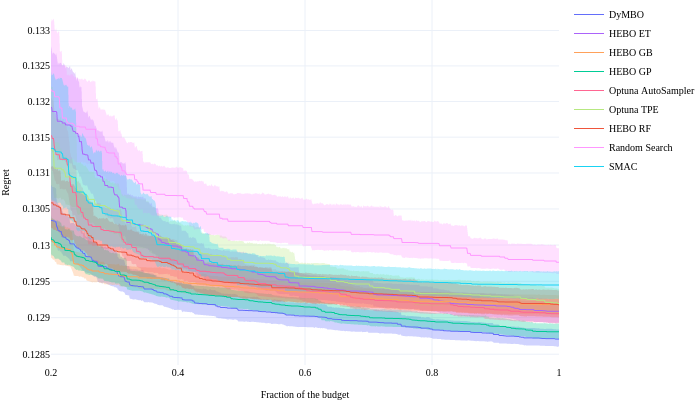 0.133
0.1325
0.132
0.1315
0.131
0.1305
0.13
0.1295
0.129
0.1285
Regret
0.2
0.4
0.6
0.8
1
Fraction of the budget
DyMBO
HEBO ET
HEBO GB
HEBO GP
Optuna AutoSampler
Optuna TPE
HEBO RF
Random Search
SMAC